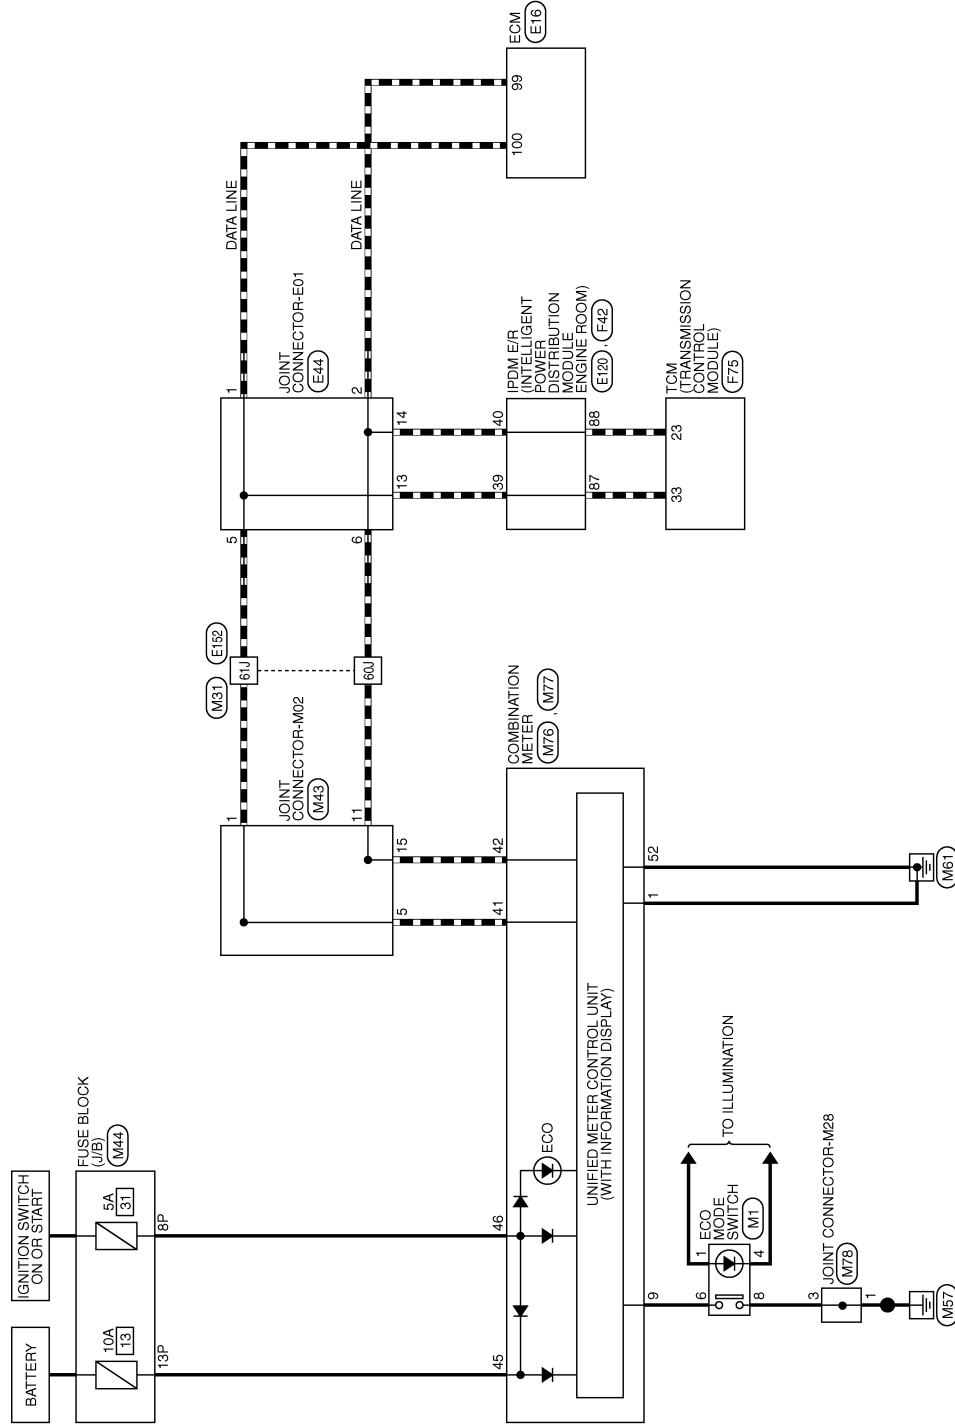 BATTERY
IGNITION SWITCH
ON OR START
10A
13
5A
31
FUSE BLOCK
(J/B)
M44
13P
8P
JOINT
CONNECTOR-M02
M43
1
11
5
15
M31
E152
61J
60J
JOINT
CONNECTOR-E01
E44
5
6
1
2
13
14
DATA LINE
DATA LINE
ECM
E16
100
99
IPDM E/R
(INTELLIGENT
POWER
DISTRIBUTION
MODULE
ENGINE ROOM)
E120 , F42
39
40
87
88
TCM
(TRANSMISSION
CONTROL
MODULE)
F75
33
23
COMBINATION
METER
M76 , M77
45
46
41
42
ECO
UNIFIED METER CONTROL UNIT
(WITH INFORMATION DISPLAY)
9
1
52
ECO
MODE
SWITCH
M1
6
1
8
4
TO ILLUMINATION
JOINT CONNECTOR-M28
M78
3
1
M57
M61